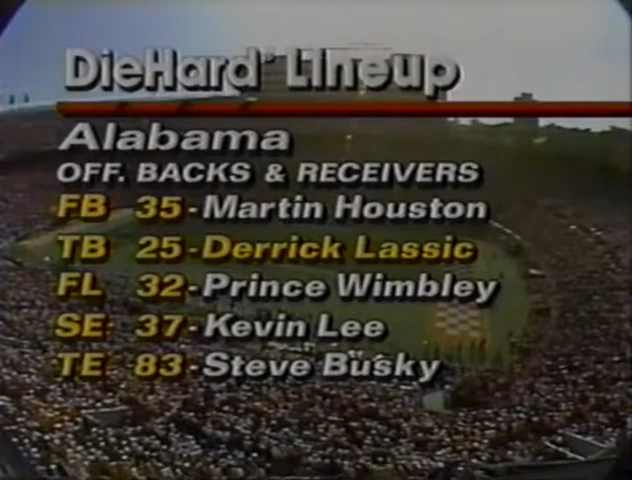 DieHard Lineup
Alabama
OFF. BACKS & RECEIVERS
FB 35-Martin Houston
TB 25-Derrick Lassic
FL 32-Prince Wimbley
SE 37-Kevin Lee
TE 83-Steve Busky